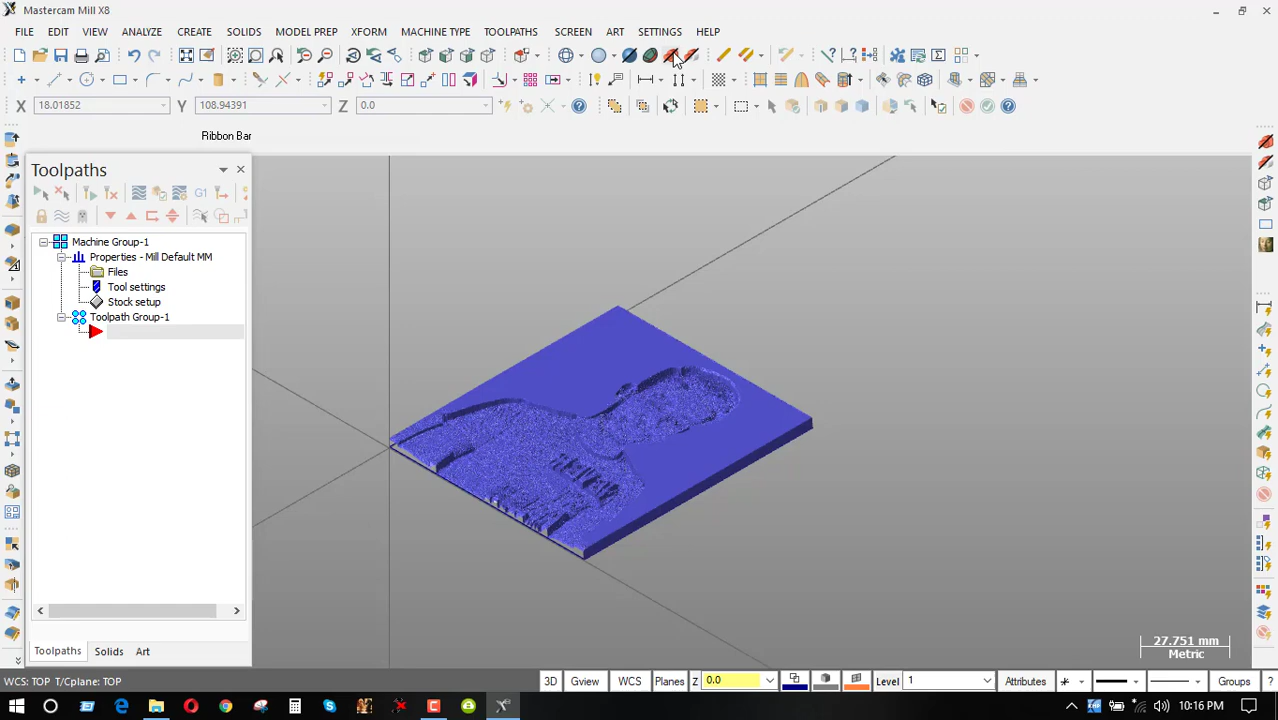 Mastercam Mill X8
FILE EDIT VIEW ANALYZE CREATE SOLIDS MODEL PREP XFORM MACHINE TYPE TOOLPATHS SCREEN ART SETTINGS HELP
X 18.01852 Y 108.94391 Z 0.0
Ribbon Bar
Toolpaths
G1
Machine Group-1
Properties - Mill Default MM
Files
Tool settings
Stock setup
Toolpath Group-1
27.751 mm
Metric
Toolpaths Solids Art
WCS: TOP T/Cplane: TOP 3D Gview WCS Planes Z 0.0 Level 1 Attributes Groups ?
10:16 PM